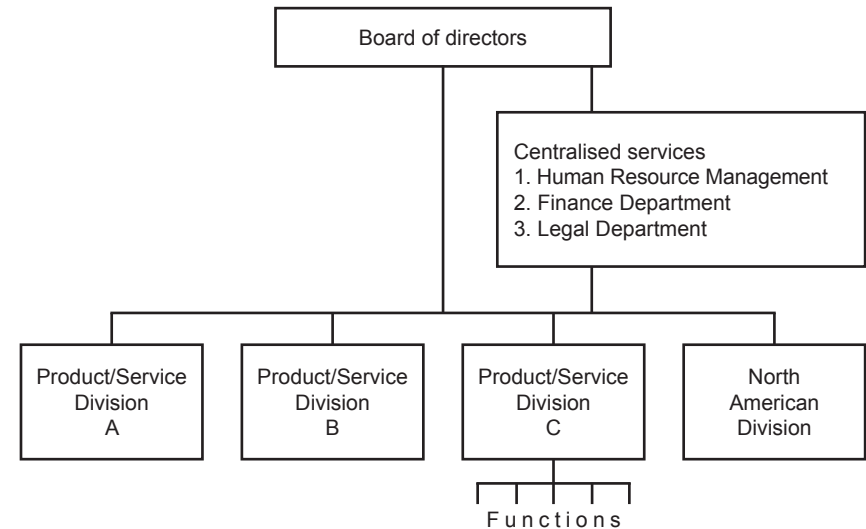 Board of directors
Centralised services
1. Human Resource Management
2. Finance Department
3. Legal Department
Product/Service
Division
A
Product/Service
Division
B
Product/Service
Division
C
North
American
Division
Functions